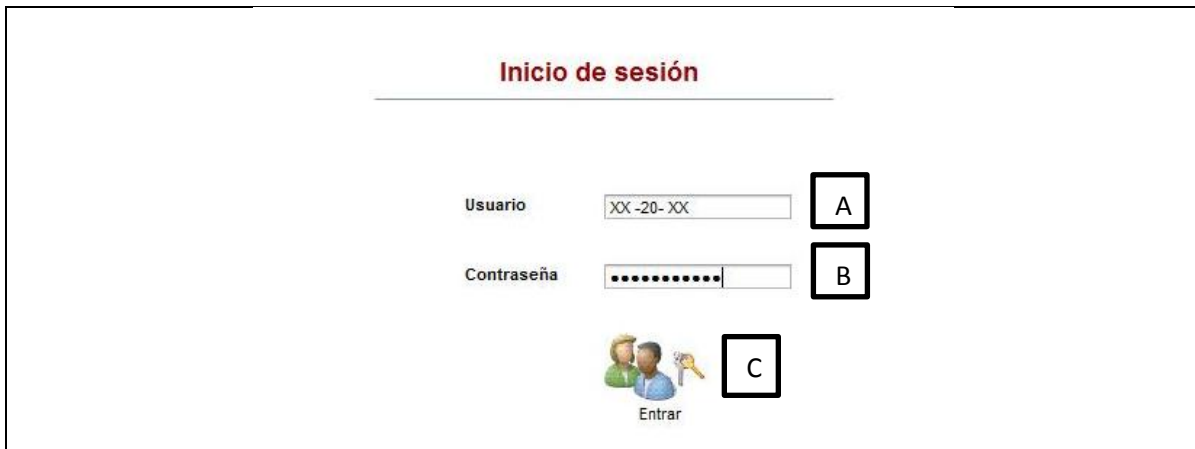 Inicio de sesión
Usuario XX -20- XX A
Contraseña ●●●●●●●●●●● B
C
Entrar